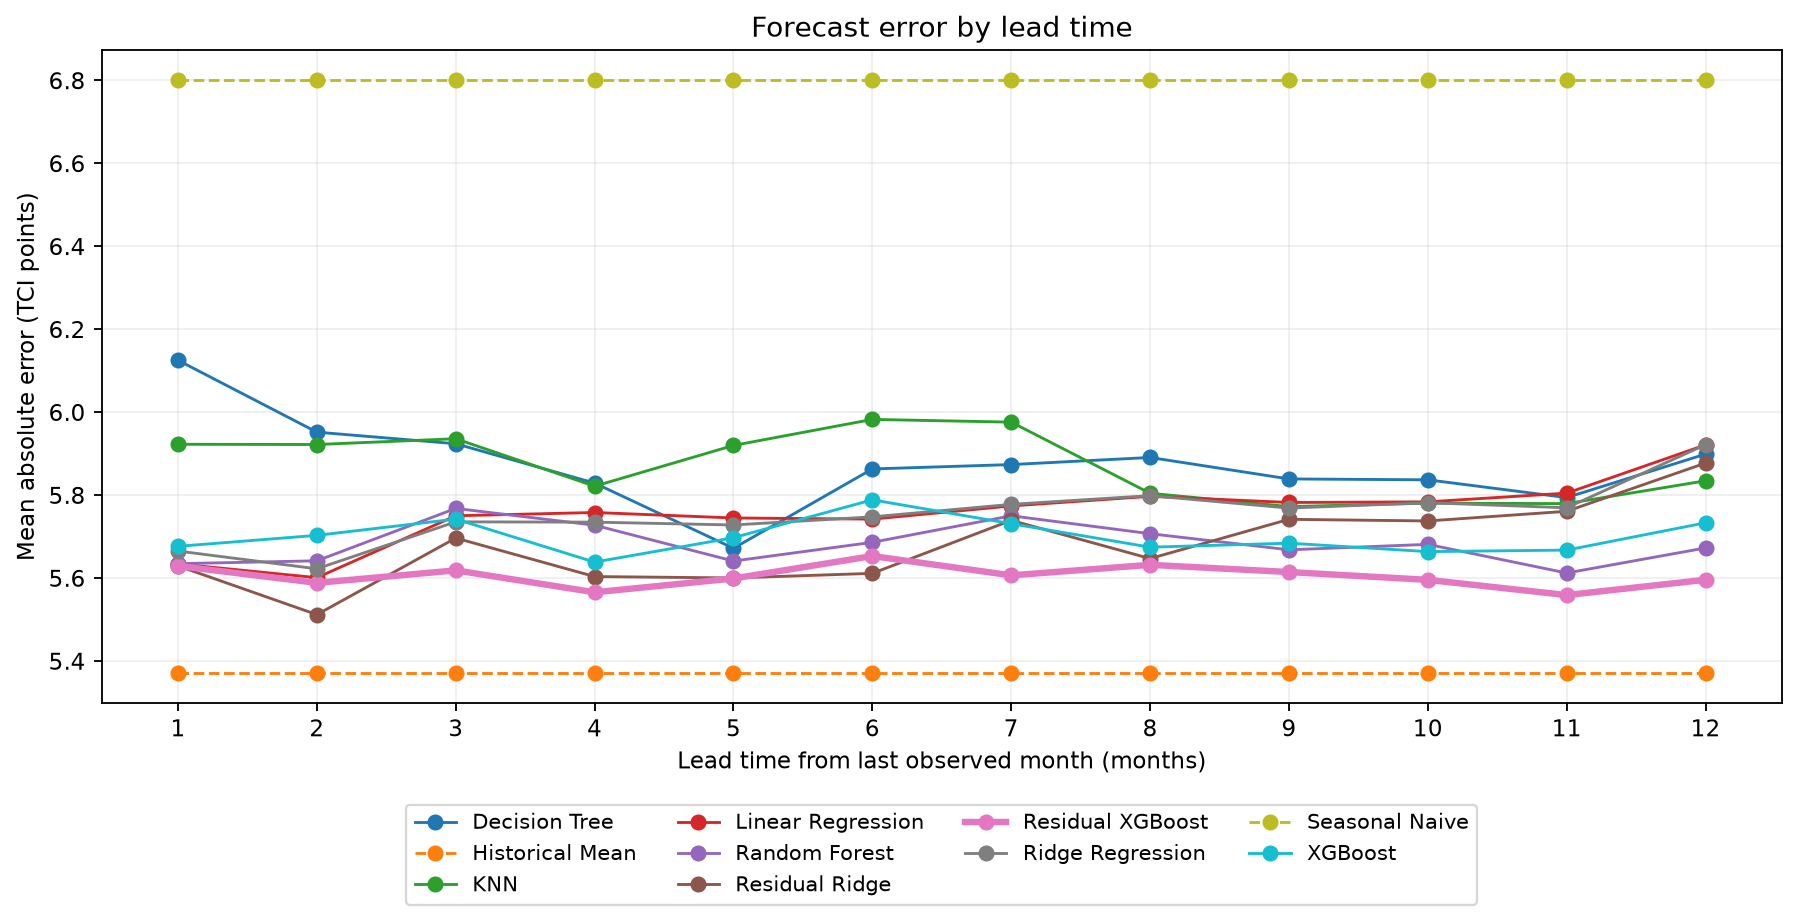 Forecast error by lead time
Mean absolute error (TCI points)
6.8
6.6
6.4
6.2
6.0
5.8
5.6
5.4
1 2 3 4 5 6 7 8 9 10 11 12
Lead time from last observed month (months)
Decision Tree
Historical Mean
KNN
Linear Regression
Random Forest
Residual Ridge
Residual XGBoost
Ridge Regression
Seasonal Naive
XGBoost